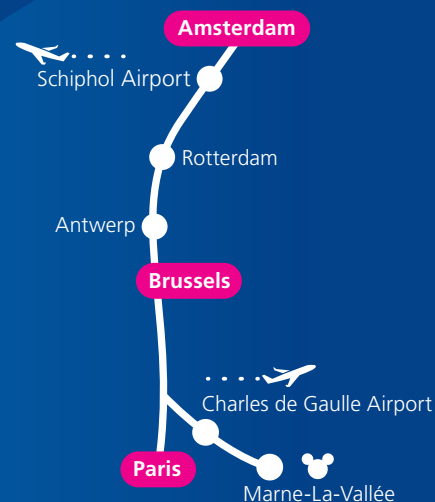 Amsterdam
Schiphol Airport
Rotterdam
Antwerp
Brussels
Charles de Gaulle Airport
Paris
Marne-La-Vallée